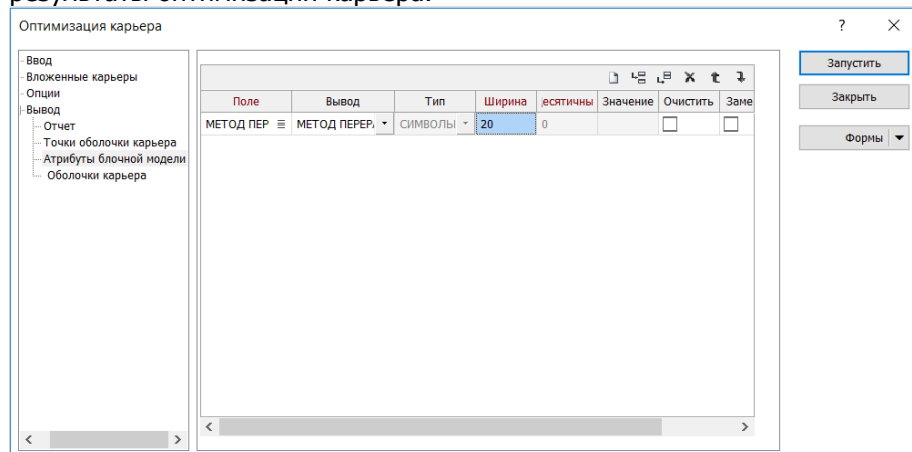 результаты оптимизации карьера.
Оптимизация карьера ? ×
Ввод
Вложенные карьеры
Опции
Вывод
Отчет
Точки оболочки карьера
Атрибуты блочной модели
Оболочки карьера
Поле Вывод Тип Ширина десятичны Значение Очистить Заме
МЕТОД ПЕР МЕТОД ПЕРЕР СИМВОЛЫ 20 0
Запустить
Закрыть
Формы